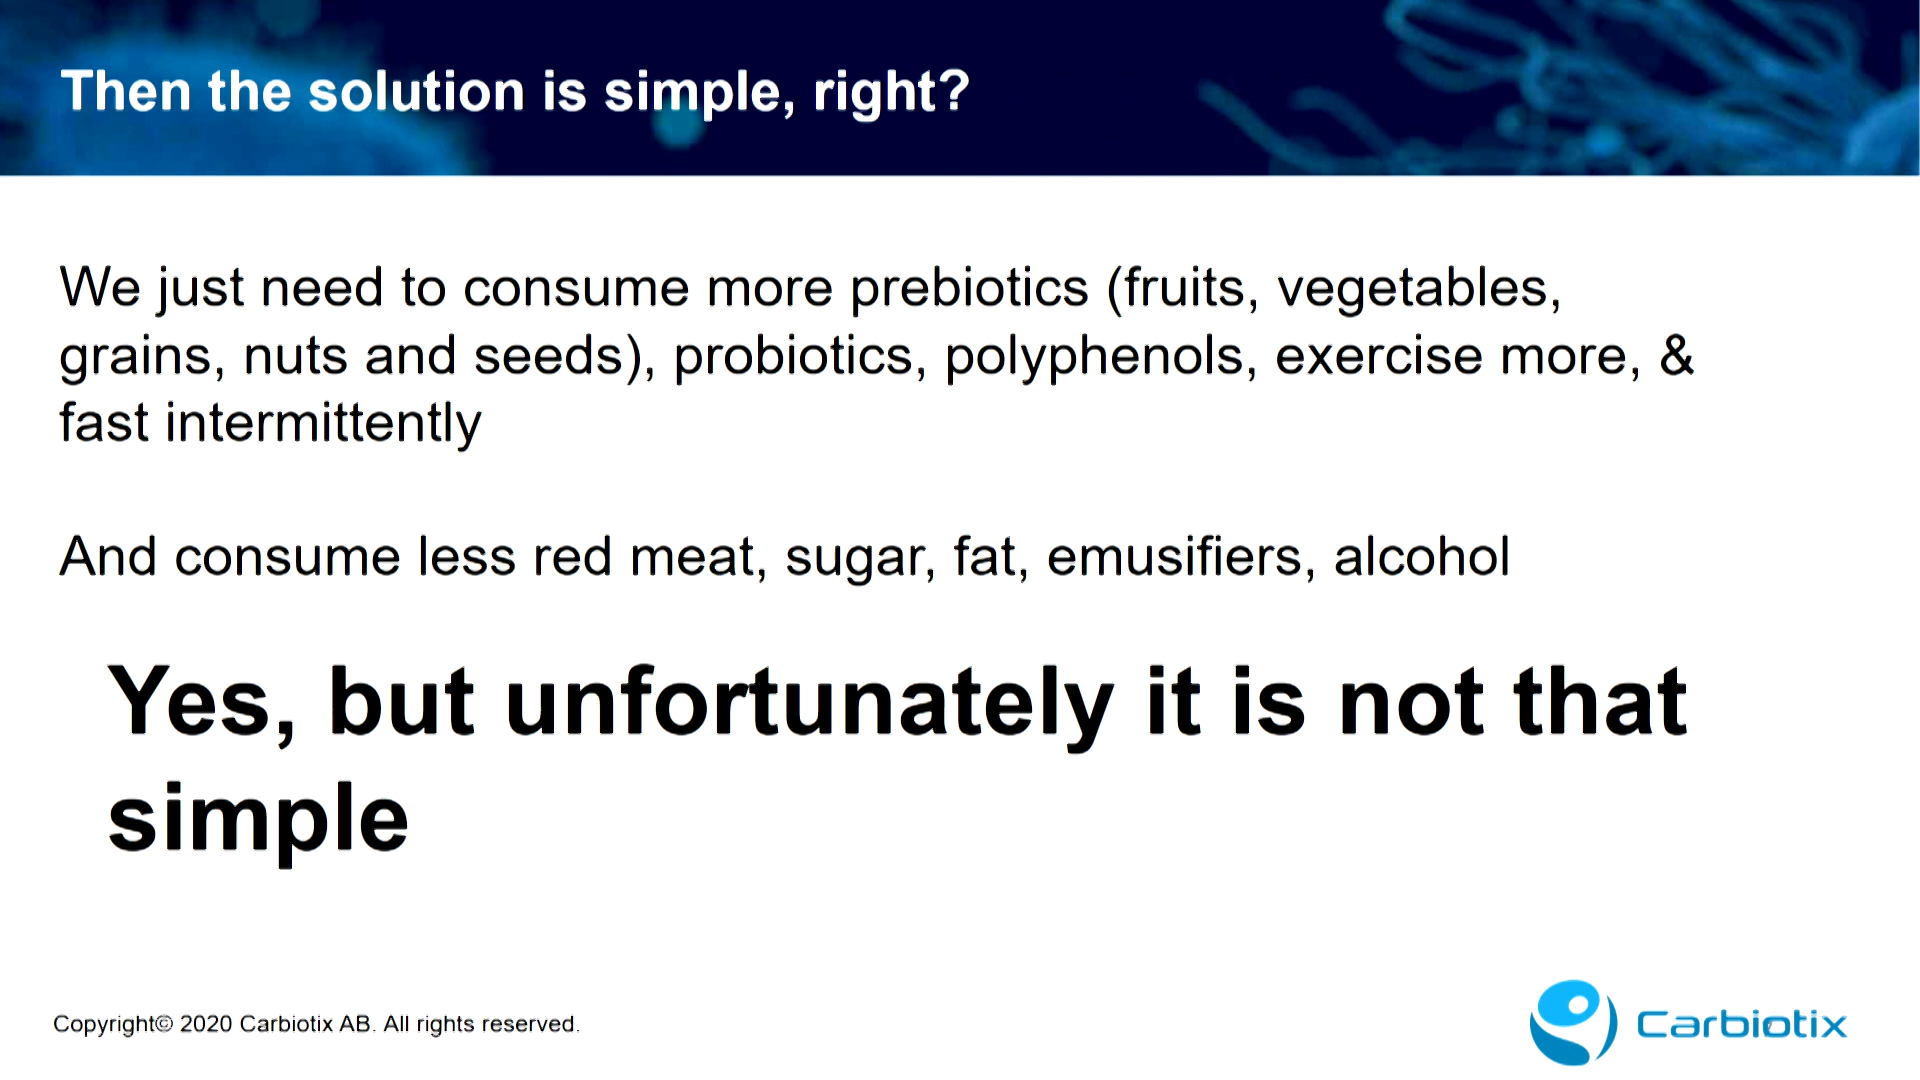 Then the solution is simple, right?
We just need to consume more prebiotics (fruits, vegetables,
grains, nuts and seeds), probiotics, polyphenols, exercise more, &
fast intermittently
And consume less red meat, sugar, fat, emusifiers, alcohol
Yes, but unfortunately it is not that
simple
Copyright© 2020 Carbiotix AB. All rights reserved.
Carbiotix